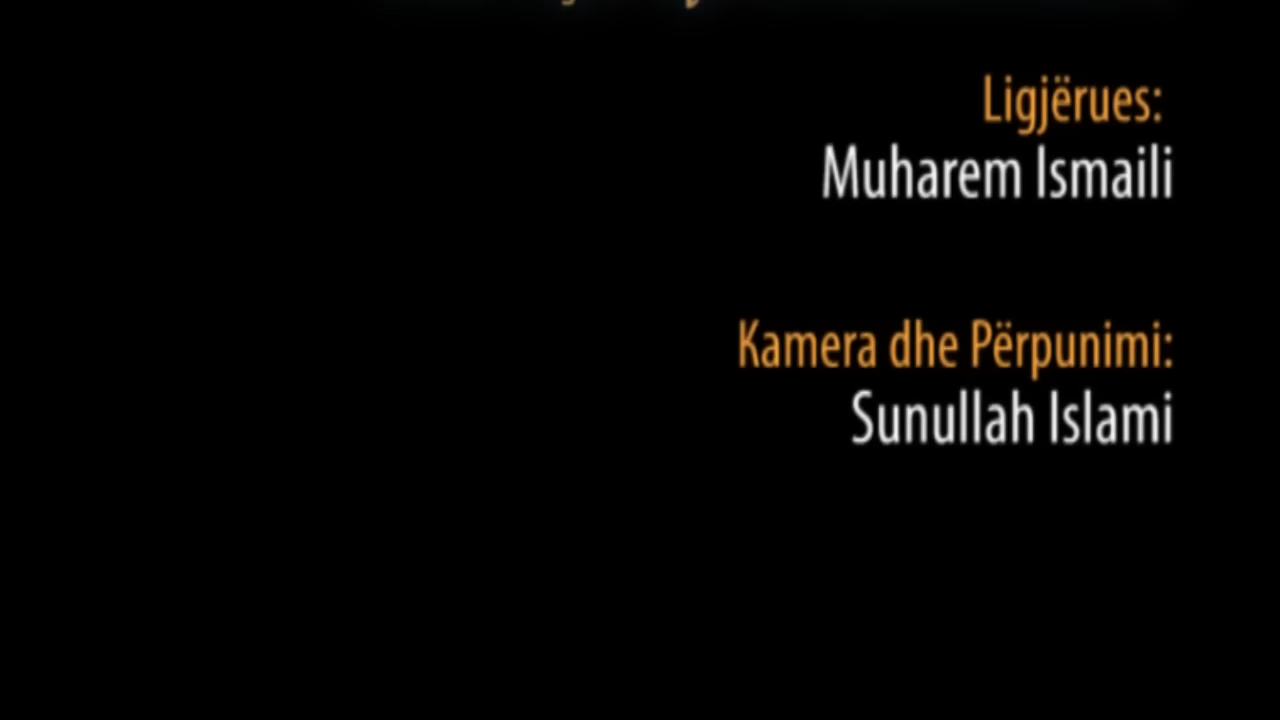 Ligjërues:
Muharem Ismaili
Kamera dhe Përpunimi:
Sunullah Islami